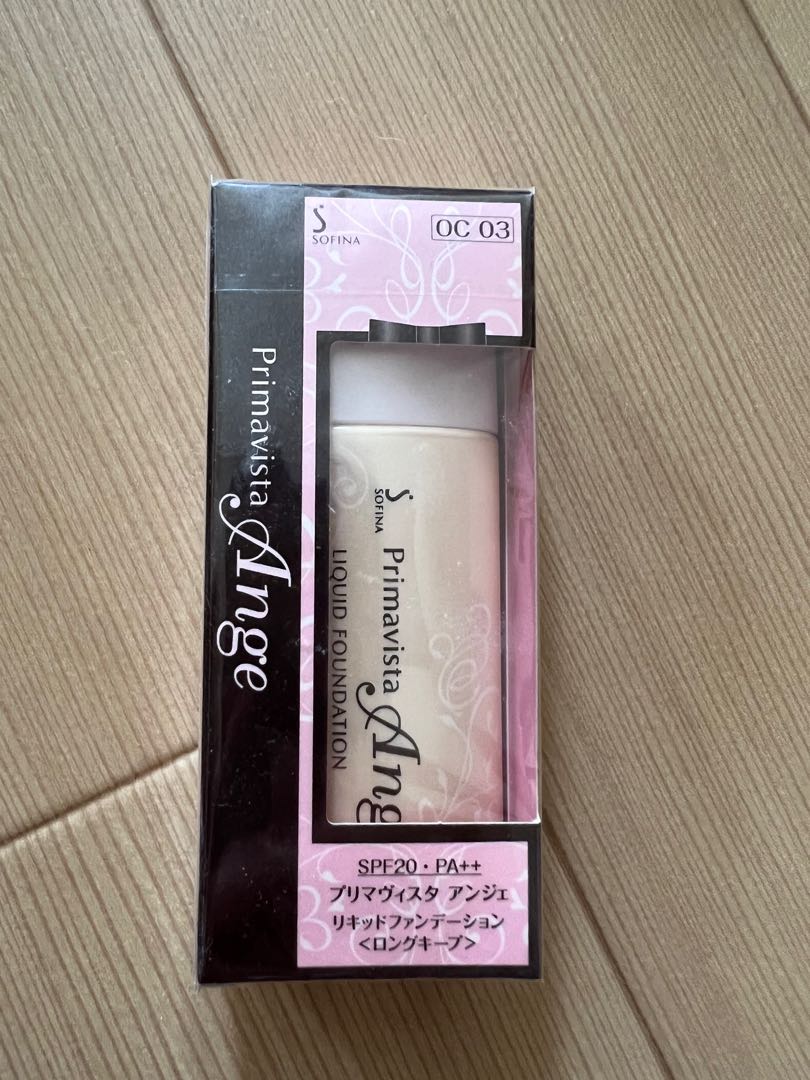 S
SOFINA
OC 03
Primavista Ange
S
SOFINA
Primavista Ang
LIQUID FOUNDATION
SPF20・PA++
プリマヴィスタ アンジェ
リキッドファンデーション
<ロングキープ>